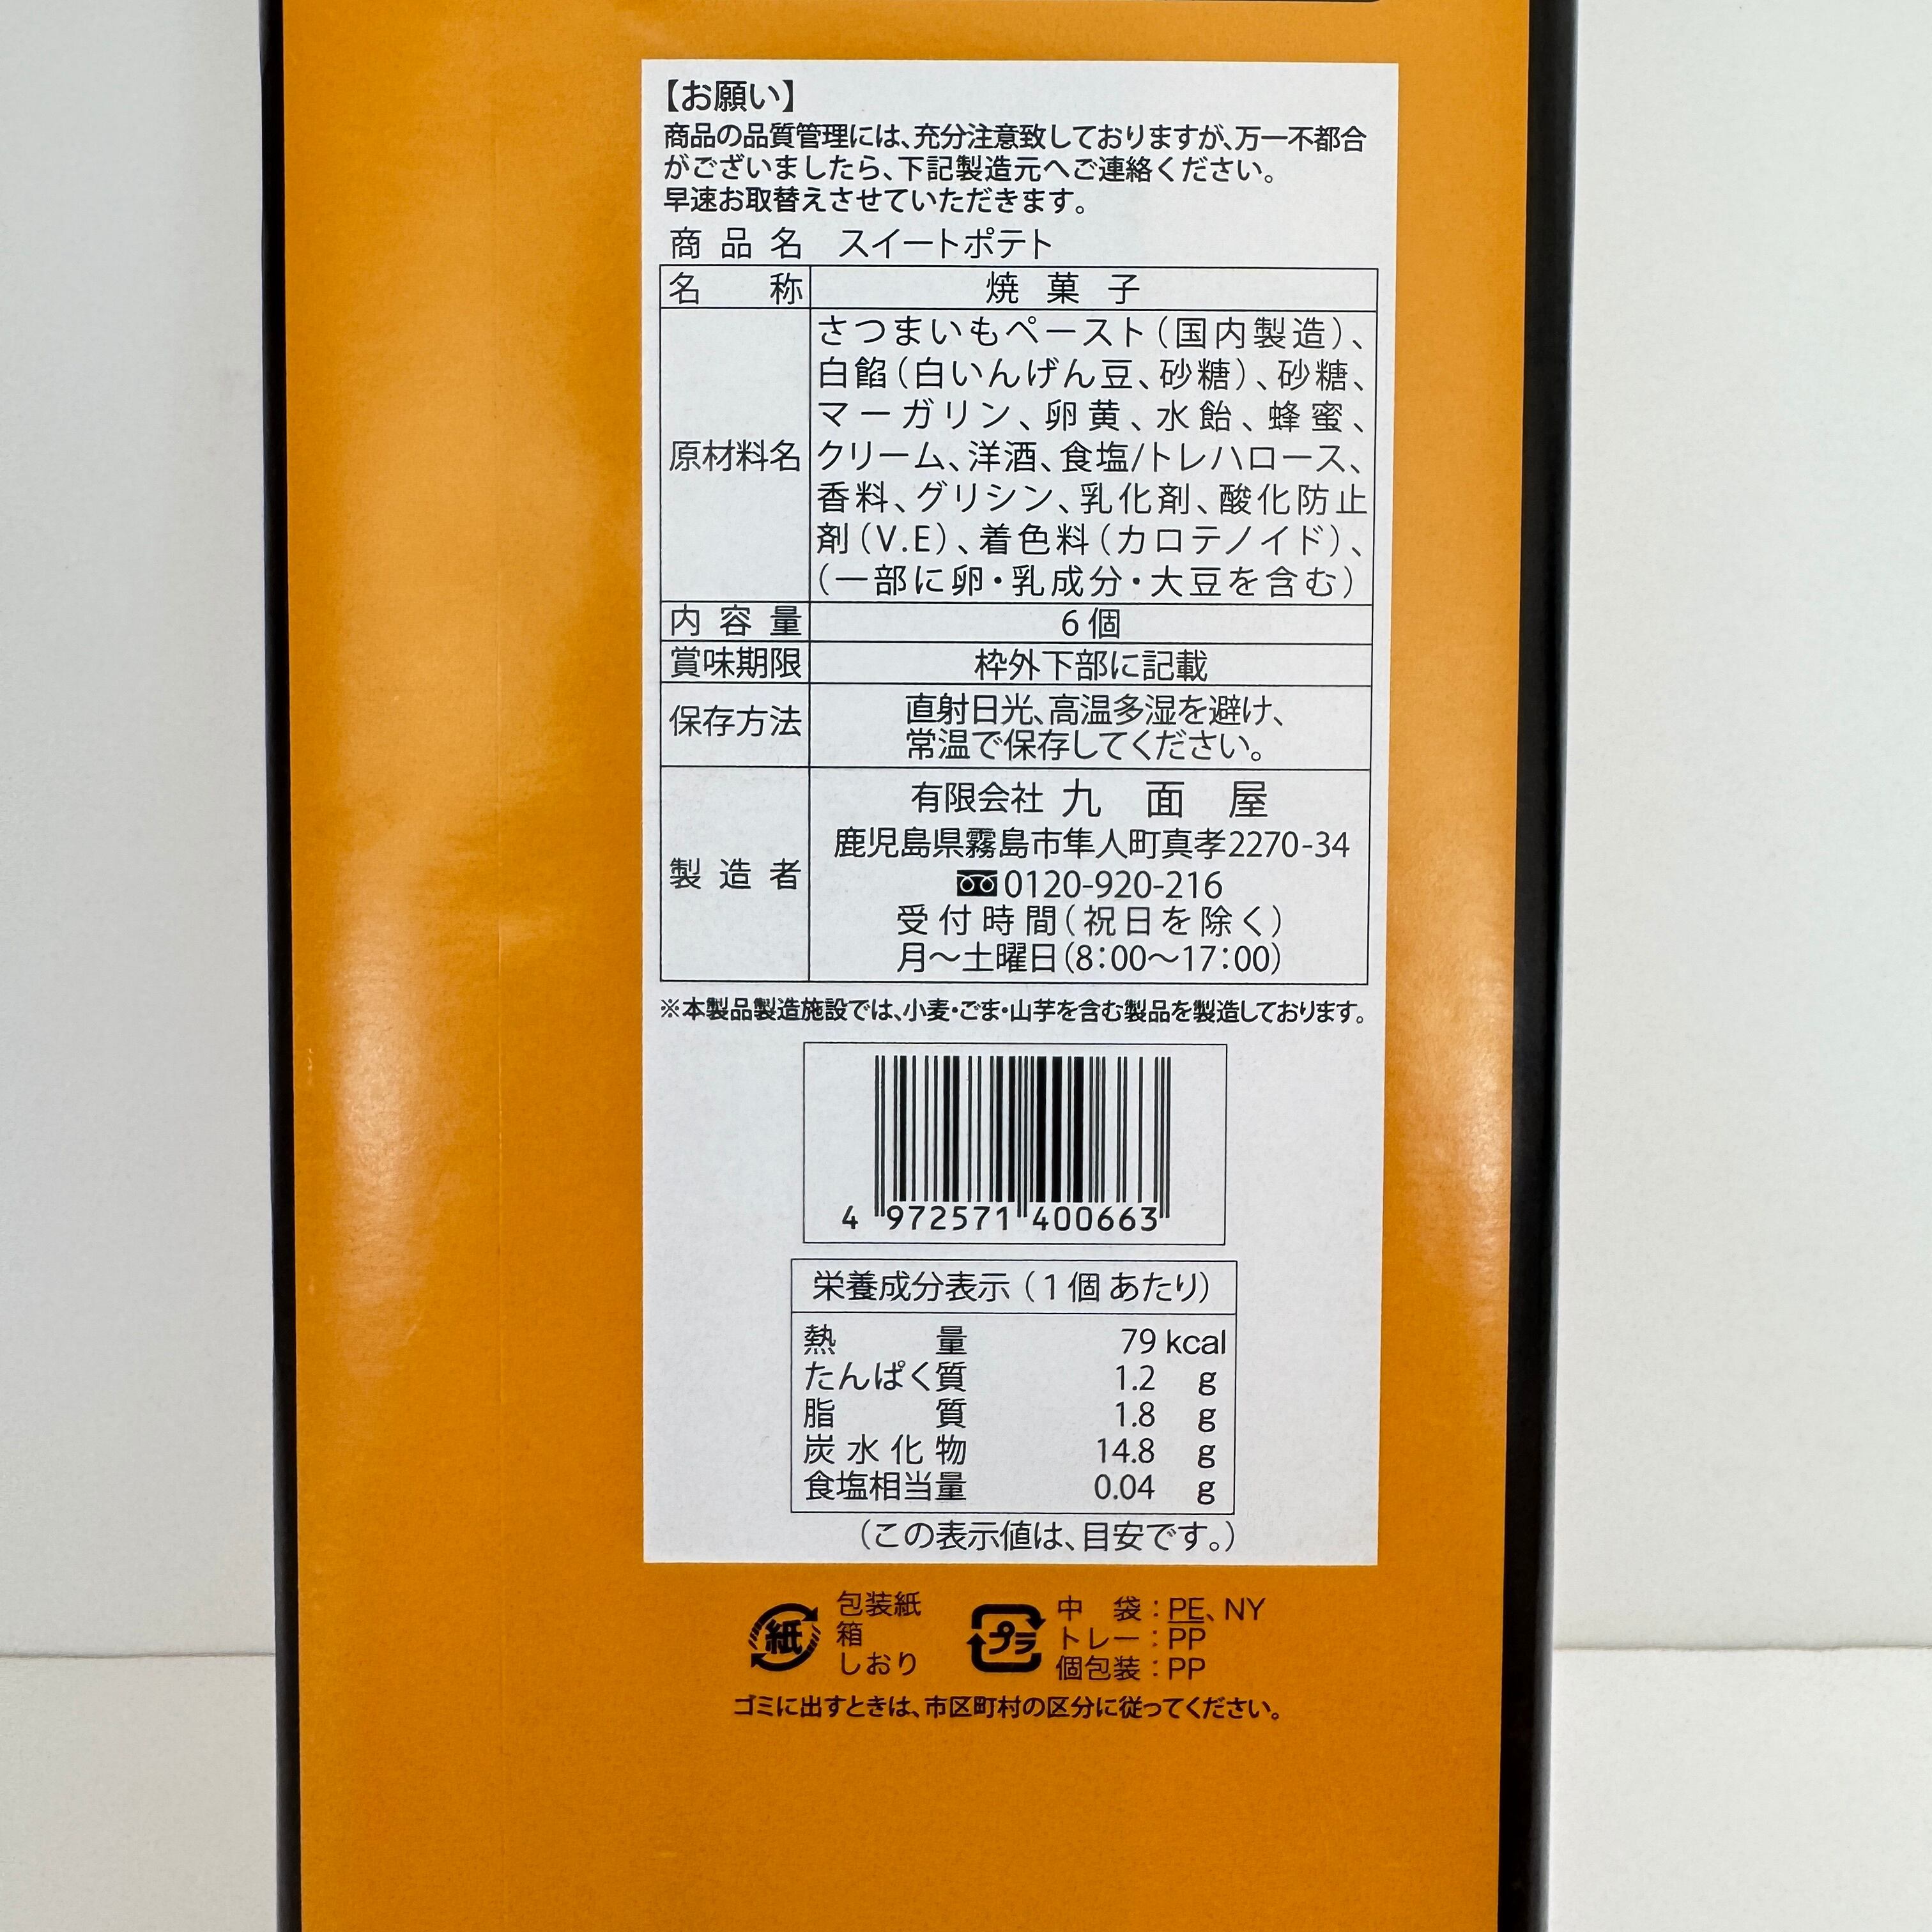 【お願い】
商品の品質管理には、充分注意致しておりますが、万一不都合
がございましたら、下記製造元へご連絡ください。
早速お取替えさせていただきます。
商品名 スイートポテト
名称 焼菓子
原材料名 さつまいもペースト（国内製造）、
白餡（白いんげん豆、砂糖）、砂糖、
マーガリン、卵黄、水飴、蜂蜜、
クリーム、洋酒、食塩/トレハロース、
香料、グリシン、乳化剤、酸化防止
剤（V.E）、着色料（カロテノイド）、
（一部に卵・乳成分・大豆を含む）
内容量 6個
賞味期限 枠外下部に記載
保存方法 直射日光、高温多湿を避け、
常温で保存してください。
製造者 有限会社 九面屋
鹿児島県霧島市隼人町真孝2270-34
0120-920-216
受付時間（祝日を除く）
月～土曜日（8：00～17：00）
※本製品製造施設では、小麦・ごま・山芋を含む製品を製造しております。
4 972571 400663
栄養成分表示（1個あたり）
熱量 79 kcal
たんぱく質 1.2 g
脂質 1.8 g
炭水化物 14.8 g
食塩相当量 0.04 g
（この表示値は、目安です。）
紙 包装紙
箱
しおり
プラ 中袋：PE、NY
トレー：PP
個包装：PP
ゴミに出すときは、市区町村の区分に従ってください。